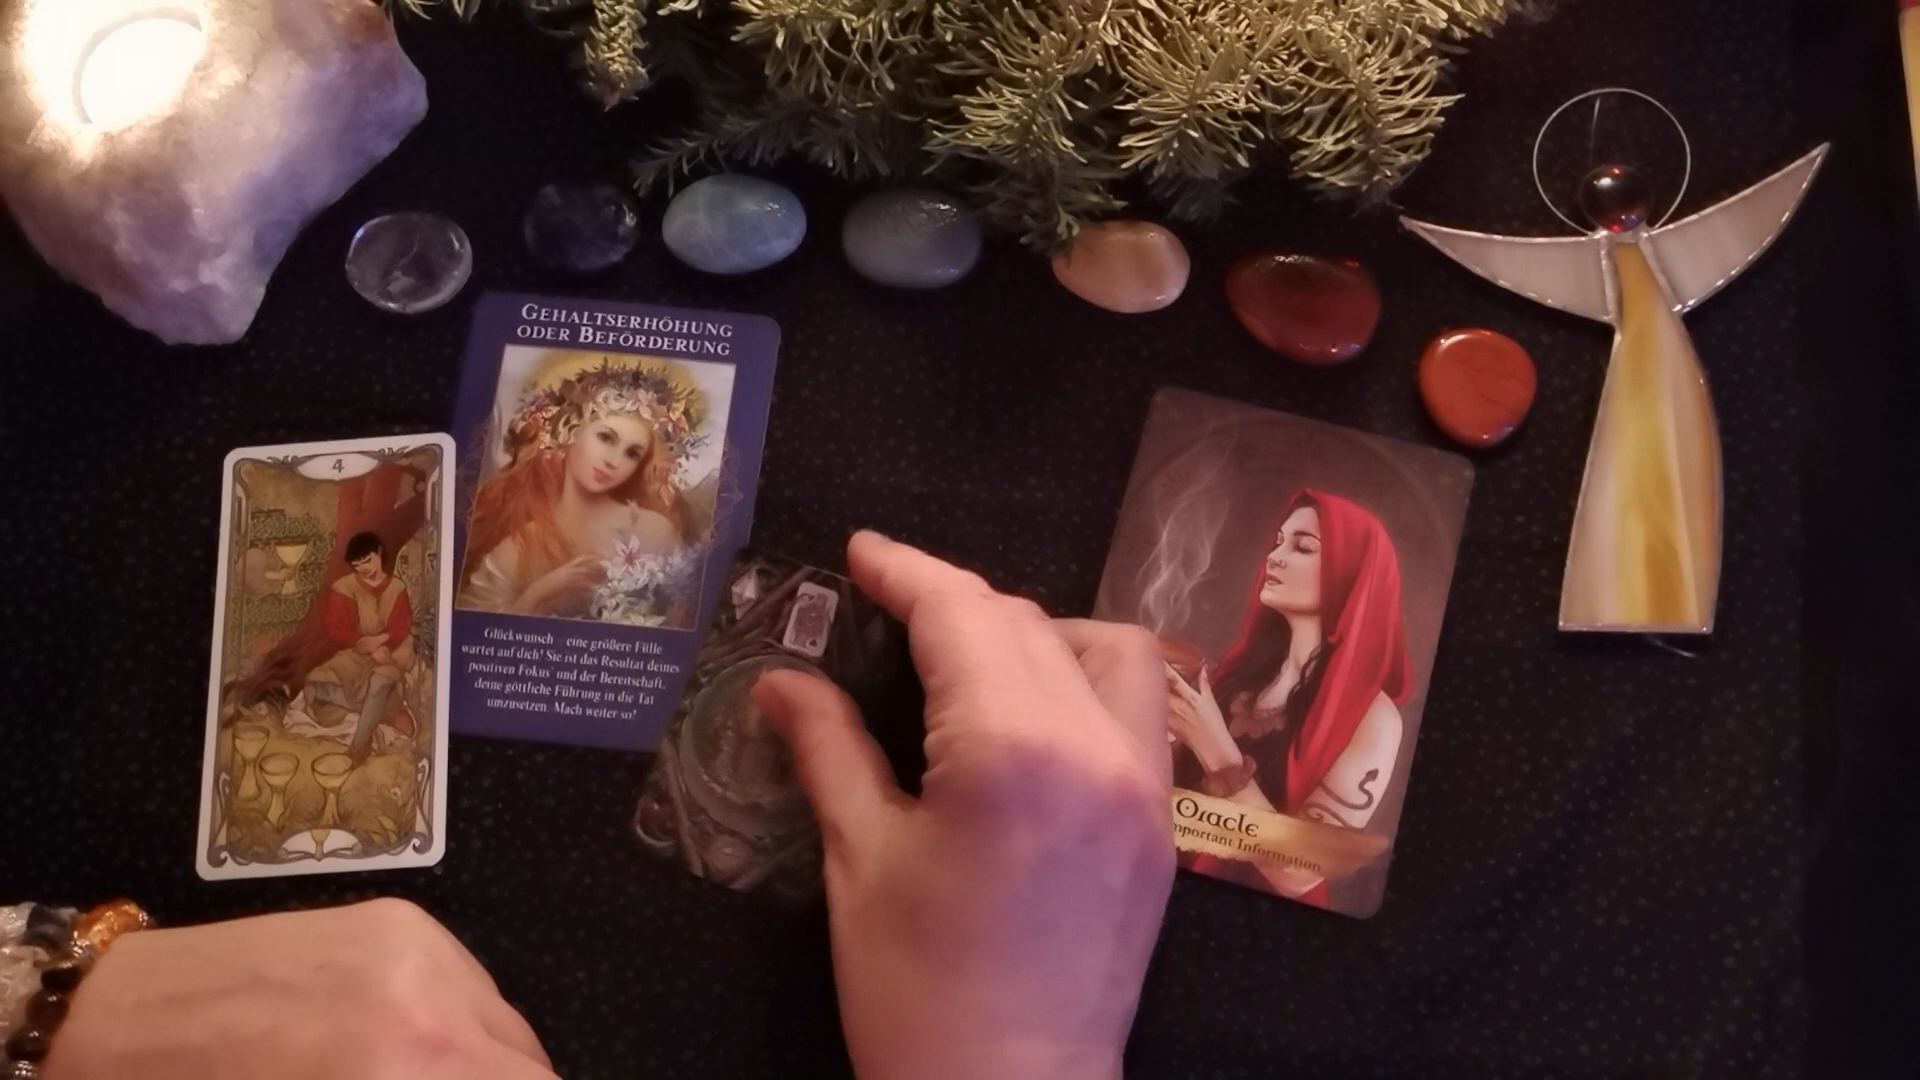 4
GEHALTSERHÖHUNG
ODER BEFÖRDERUNG
Glückwunsch – eine größere Fülle
wartet auf dich! Sie ist das Resultat deines
positiven Fokus' und der Bereitschaft,
deine göttliche Führung in die Tat
umzusetzen. Mach weiter so!
Oracle
Information